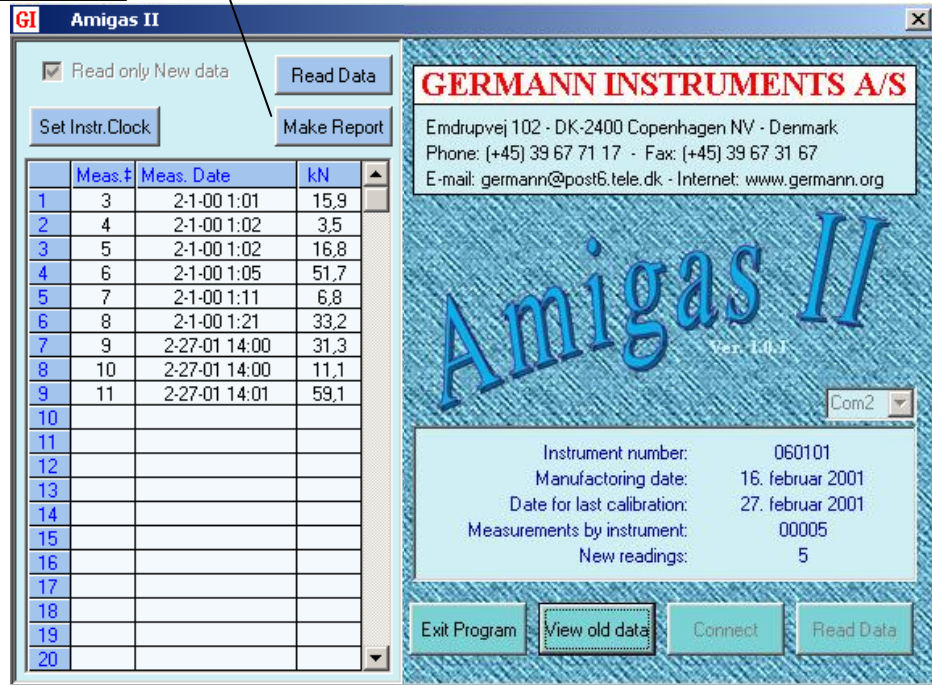 GI Amigas II
Read only New data
Read Data
Set Instr.Clock
Make Report
Meas.‡ Meas. Date kN
1 3 2-1-00 1:01 15,9
2 4 2-1-00 1:02 3,5
3 5 2-1-00 1:02 16,8
4 6 2-1-00 1:05 51,7
5 7 2-1-00 1:11 6,8
6 8 2-1-00 1:21 33,2
7 9 2-27-01 14:00 31,3
8 10 2-27-01 14:00 11,1
9 11 2-27-01 14:01 59,1
10
11
12
13
14
15
16
17
18
19
20
GERMANN INSTRUMENTS A/S
Emdrupvej 102 - DK-2400 Copenhagen NV - Denmark
Phone: (+45) 39 67 71 17 - Fax: (+45) 39 67 31 67
E-mail: germann@post6.tele.dk - Internet: www.germann.org
Amigas II
Ver. 1.0.1
Com2
Instrument number: 060101
Manufactoring date: 16. februar 2001
Date for last calibration: 27. februar 2001
Measurements by instrument: 00005
New readings: 5
Exit Program View old data Connect Read Data